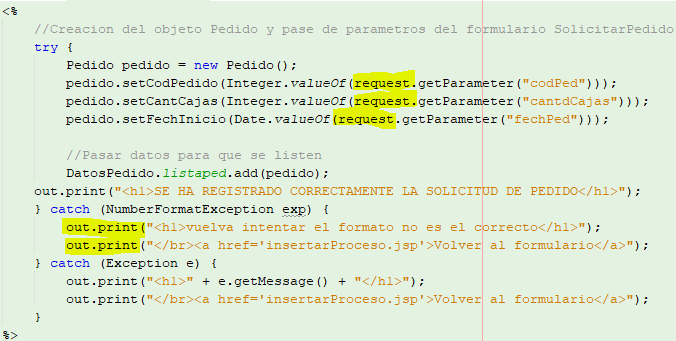 <%
//Creacion del objeto Pedido y pase de parametros del formulario SolicitarPedido
try {
Pedido pedido = new Pedido();
pedido.setCodPedido(Integer.valueOf(request.getParameter("codPed")));
pedido.setCantCajas(Integer.valueOf(request.getParameter("cantdCajas")));
pedido.setFechInicio(Date.valueOf(request.getParameter("fechPed")));
//Pasar datos para que se listen
DatosPedido.listaped.add(pedido);
out.print("<h1>SE HA REGISTRADO CORRECTAMENTE LA SOLICITUD DE PEDIDO</h1>");
} catch (NumberFormatException exp) {
out.print("<h1>vuelva intentar el formato no es el correcto</h1>");
out.print("</br><a href='insertarProceso.jsp'>Volver al formulario</a>");
} catch (Exception e) {
out.print("<h1>" + e.getMessage() + "</h1>");
out.print("</br><a href='insertarProceso.jsp'>Volver al formulario</a>");
}
%>